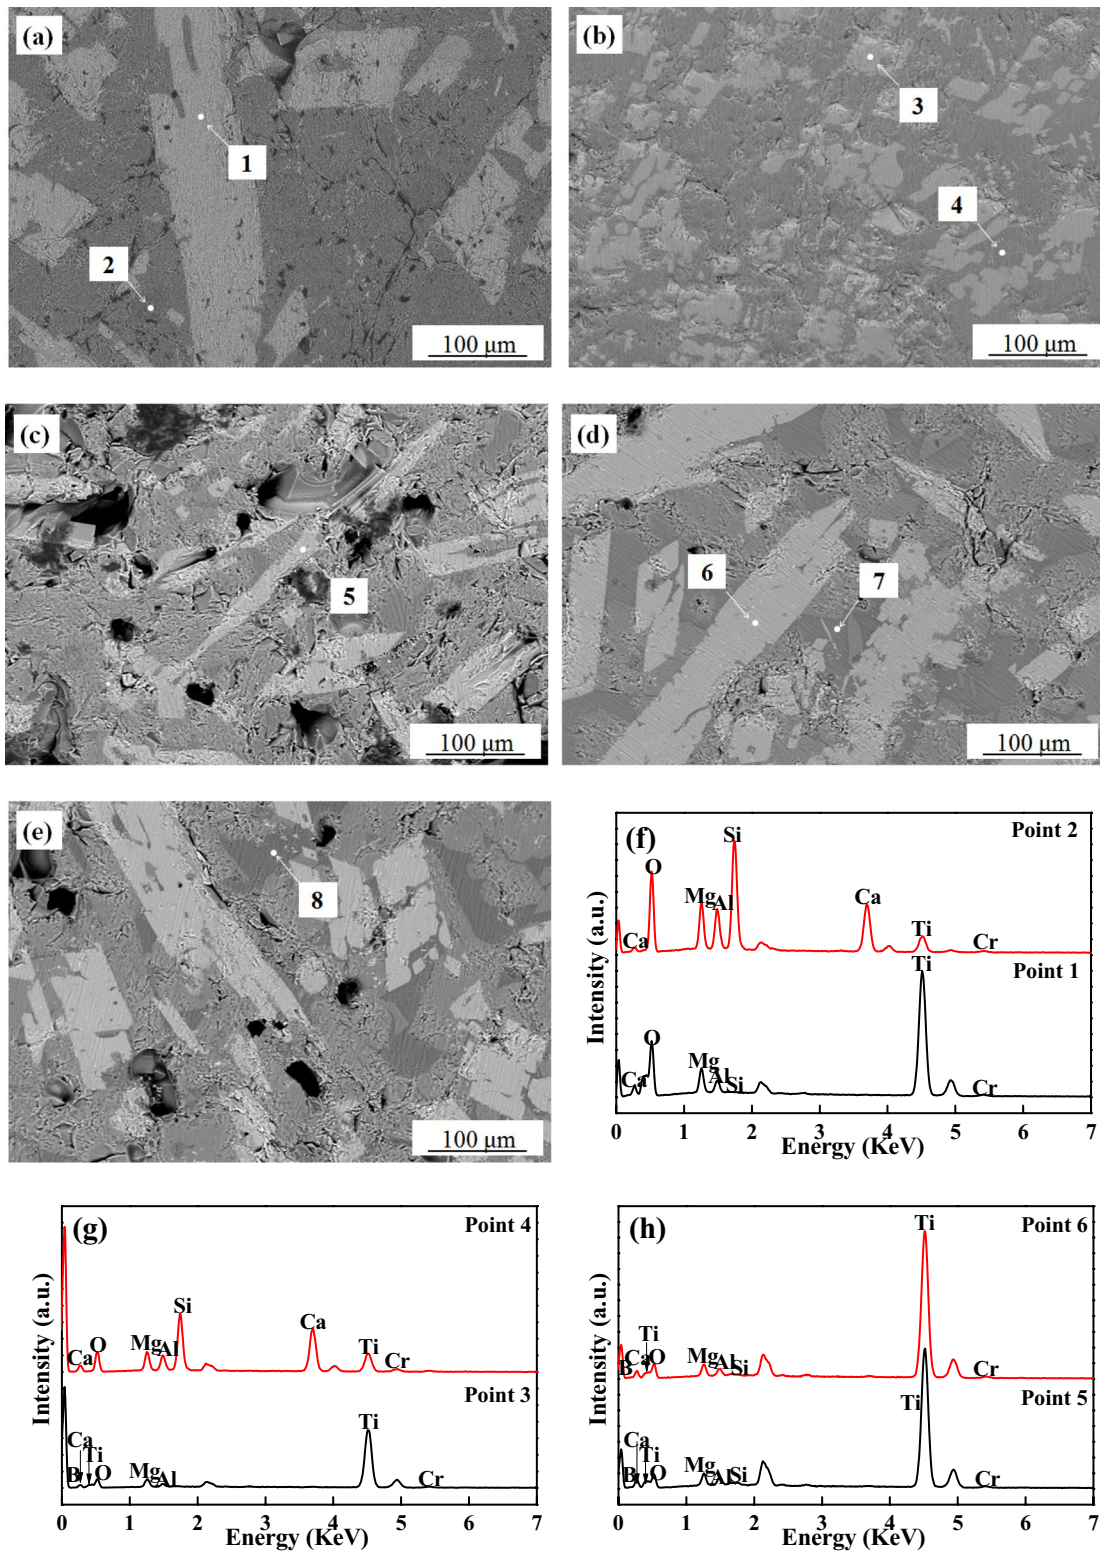 (a)
1
2
100 μm
(b)
3
4
100 μm
(c)
5
100 μm
(d)
6
7
100 μm
(e)
8
100 μm
(f)
Point 2
O
Mg
Al
Si
Ca
Ca
Ti
Cr
Point 1
Ti
O
Ca
Mg
Al
Si
Cr
Intensity (a.u.)
0 1 2 3 4 5 6 7
Energy (KeV)
(g)
Point 4
Ca
O
Mg
Al
Si
Ca
Ti
Cr
Point 3
Ca
Ti
B
O
Mg
Al
Ti
Cr
Intensity (a.u.)
0 1 2 3 4 5 6 7
Energy (KeV)
(h)
Point 6
Ti
Ti
Ca
B
O
Mg
Al
Si
Cr
Point 5
Ti
Ca
Ti
B
O
Mg
Al
Si
Cr
Intensity (a.u.)
0 1 2 3 4 5 6 7
Energy (KeV)